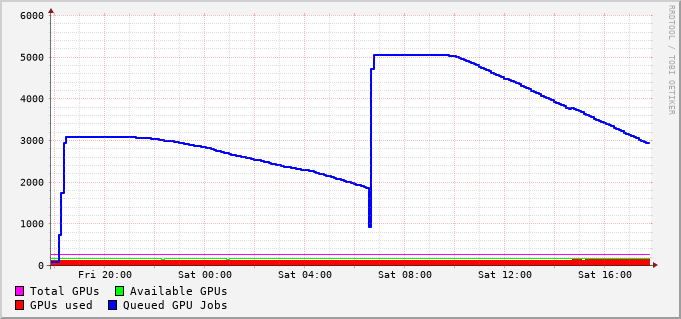 6000
5000
4000
3000
2000
1000
0
Fri 20:00 Sat 00:00 Sat 04:00 Sat 08:00 Sat 12:00 Sat 16:00
Total GPUs Available GPUs
GPUs used Queued GPU Jobs
RRDTOOL / TOBI OETIKER